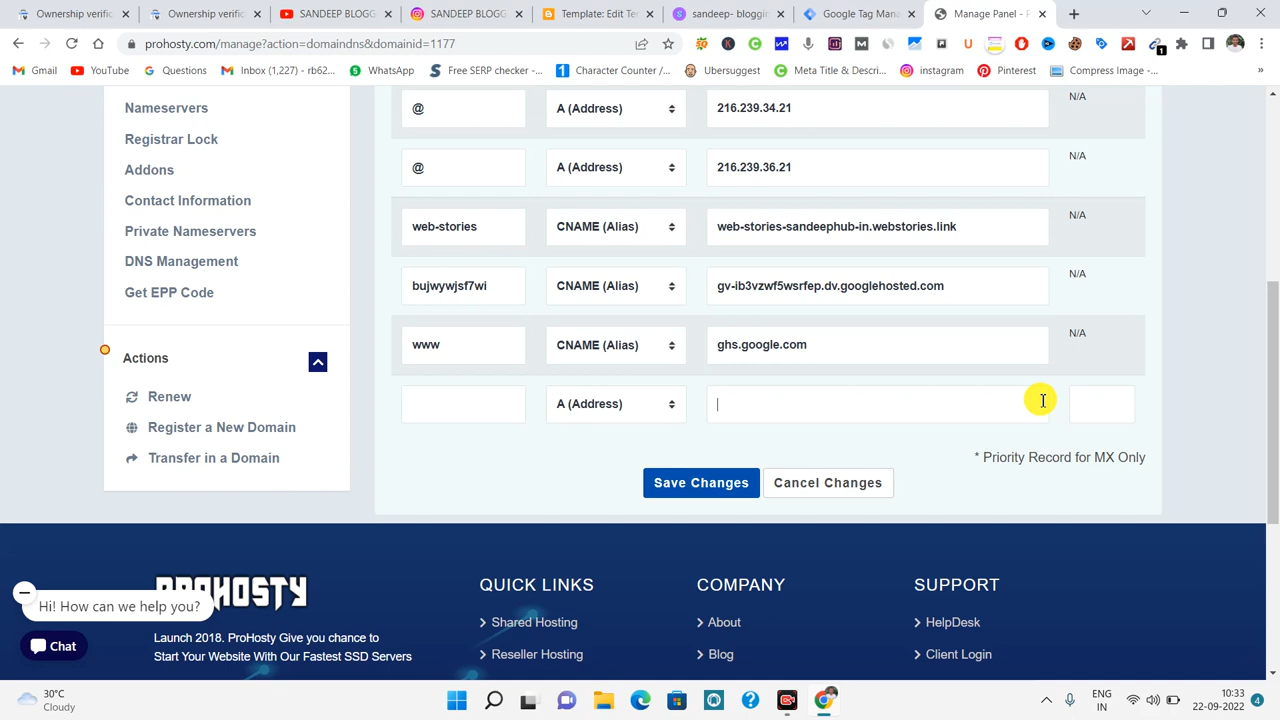 Ownership verific
Ownership verific
SANDEEP BLOGG
SANDEEP BLOGG
Template: Edit Te
sandeep- bloggin
Google Tag Mana
Manage Panel - P
prohosty.com/manage?action=domaindns&domainid_1177
1
Gmail
YouTube
Questions
Inbox (1,227) - rb62...
WhatsApp
Free SERP checker -...
Character Counter /...
Ubersuggest
Meta Title & Descri...
instagram
Pinterest
Compress Image -...
»
Nameservers
Registrar Lock
Addons
Contact Information
Private Nameservers
DNS Management
Get EPP Code
Actions
Renew
Register a New Domain
Transfer in a Domain
@ A (Address) 216.239.34.21 N/A
@ A (Address) 216.239.36.21 N/A
web-stories CNAME (Alias) web-stories-sandeephub-in.webstories.link N/A
bujwywjsf7wi CNAME (Alias) gv-ib3vzwf5wsrfep.dv.googlehosted.com N/A
www CNAME (Alias) ghs.google.com N/A
A (Address)
* Priority Record for MX Only
Save Changes
Cancel Changes
PROHOSTY
Launch 2018. ProHosty Give you chance to
Start Your Website With Our Fastest SSD Servers
QUICK LINKS
Shared Hosting
Reseller Hosting
COMPANY
About
Blog
SUPPORT
HelpDesk
Client Login
Hi! How can we help you?
Chat
30°C
Cloudy
ENG
IN
10:33
22-09-2022
4